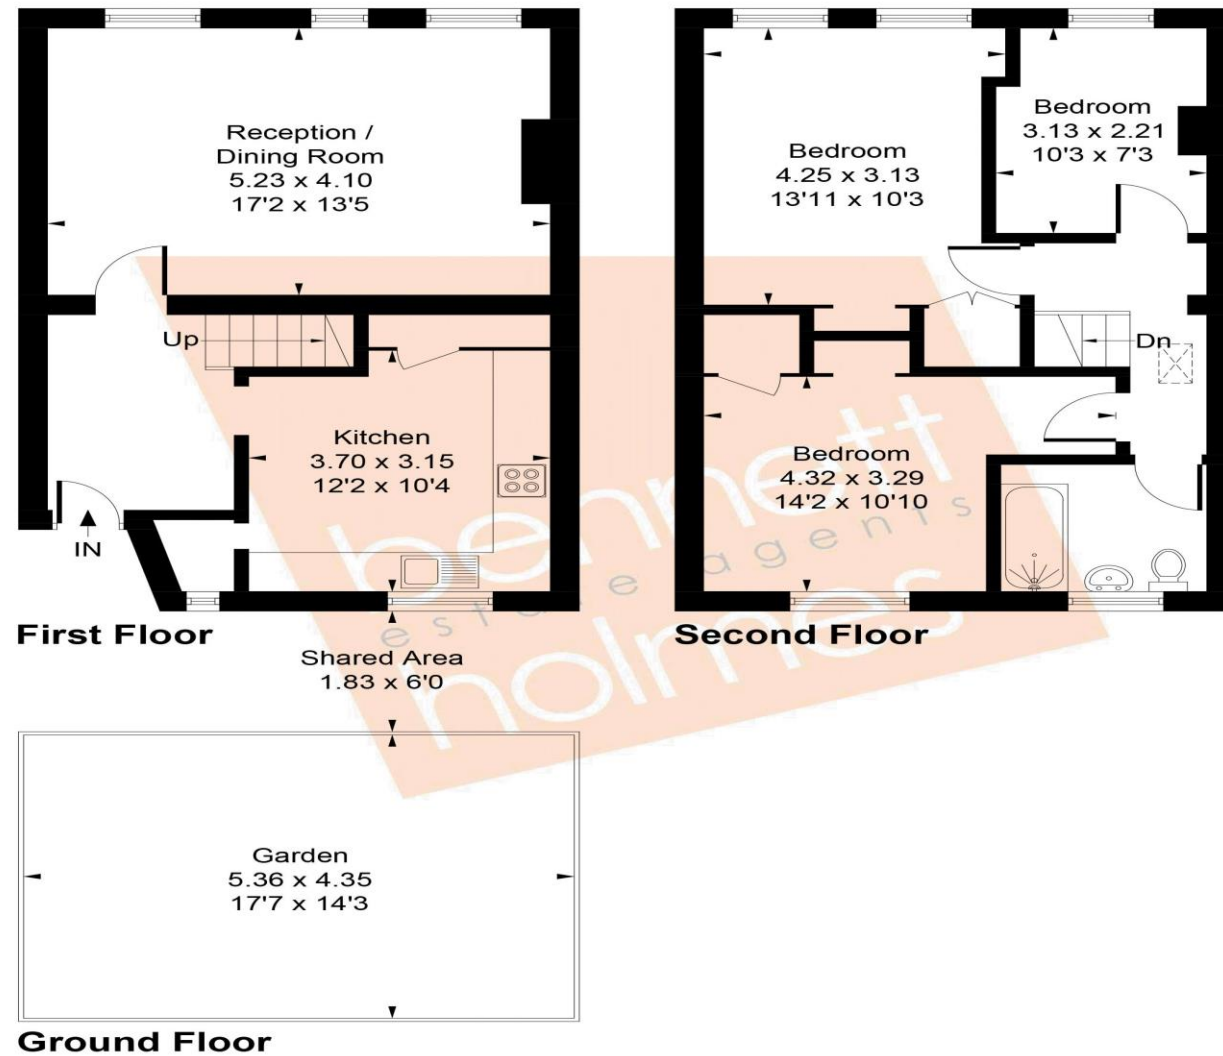 Reception /
Dining Room
5.23 x 4.10
17'2 x 13'5
Up
Kitchen
3.70 x 3.15
12'2 x 10'4
IN
First Floor
Bedroom
4.25 x 3.13
13'11 x 10'3
Bedroom
3.13 x 2.21
10'3 x 7'3
Dn
Bedroom
4.32 x 3.29
14'2 x 10'10
Second Floor
Shared Area
1.83 x 6'0
Garden
5.36 x 4.35
17'7 x 14'3
Ground Floor
bennett
estate agents
holmes